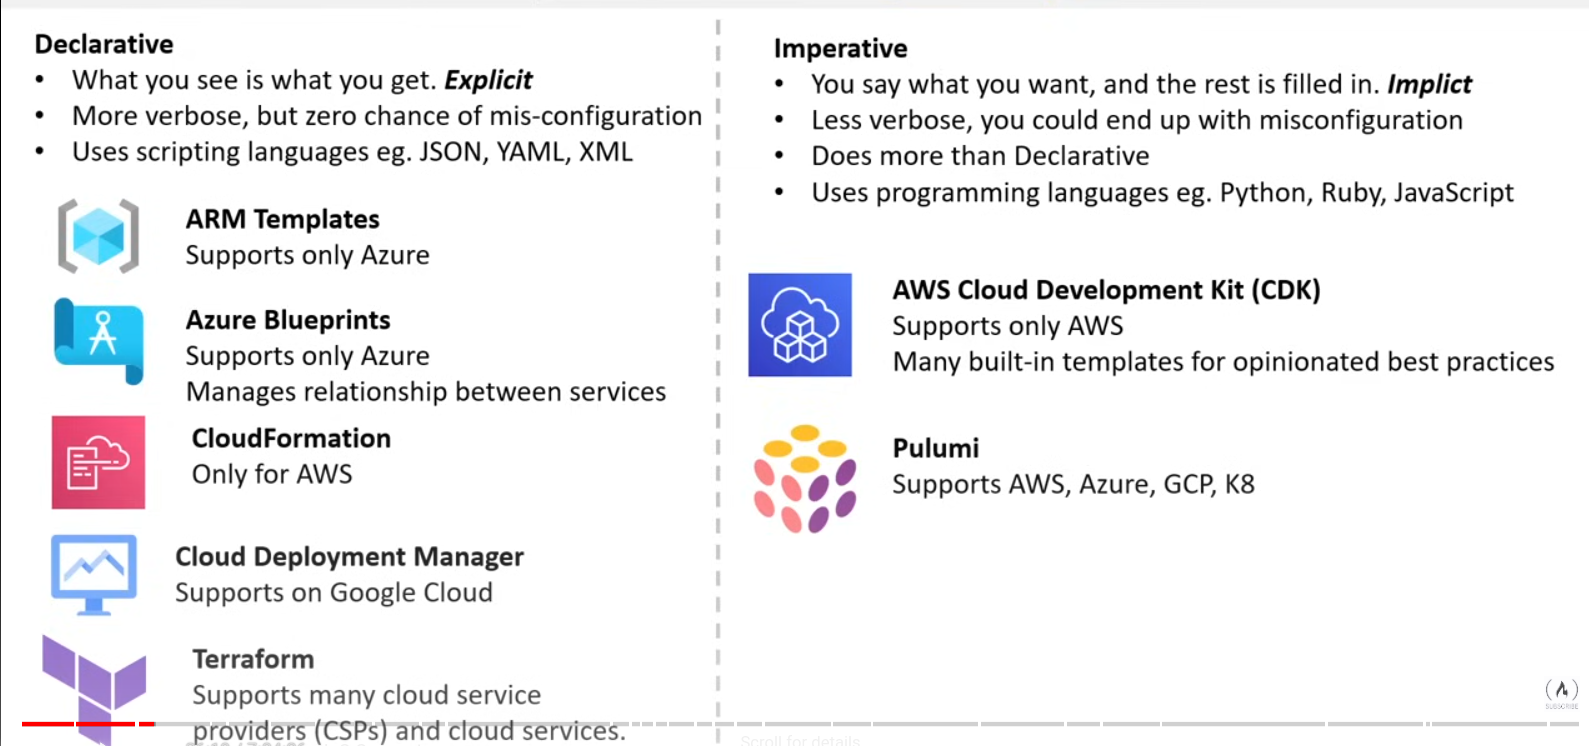 Declarative
• What you see is what you get. Explicit
• More verbose, but zero chance of mis-configuration
• Uses scripting languages eg. JSON, YAML, XML
ARM Templates
Supports only Azure
Azure Blueprints
Supports only Azure
Manages relationship between services
CloudFormation
Only for AWS
Cloud Deployment Manager
Supports on Google Cloud
Terraform
Supports many cloud service
providers (CSPs) and cloud services.
Imperative
• You say what you want, and the rest is filled in. Implict
• Less verbose, you could end up with misconfiguration
• Does more than Declarative
• Uses programming languages eg. Python, Ruby, JavaScript
AWS Cloud Development Kit (CDK)
Supports only AWS
Many built-in templates for opinionated best practices
Pulumi
Supports AWS, Azure, GCP, K8
SUBSCRIBE
Scroll for details